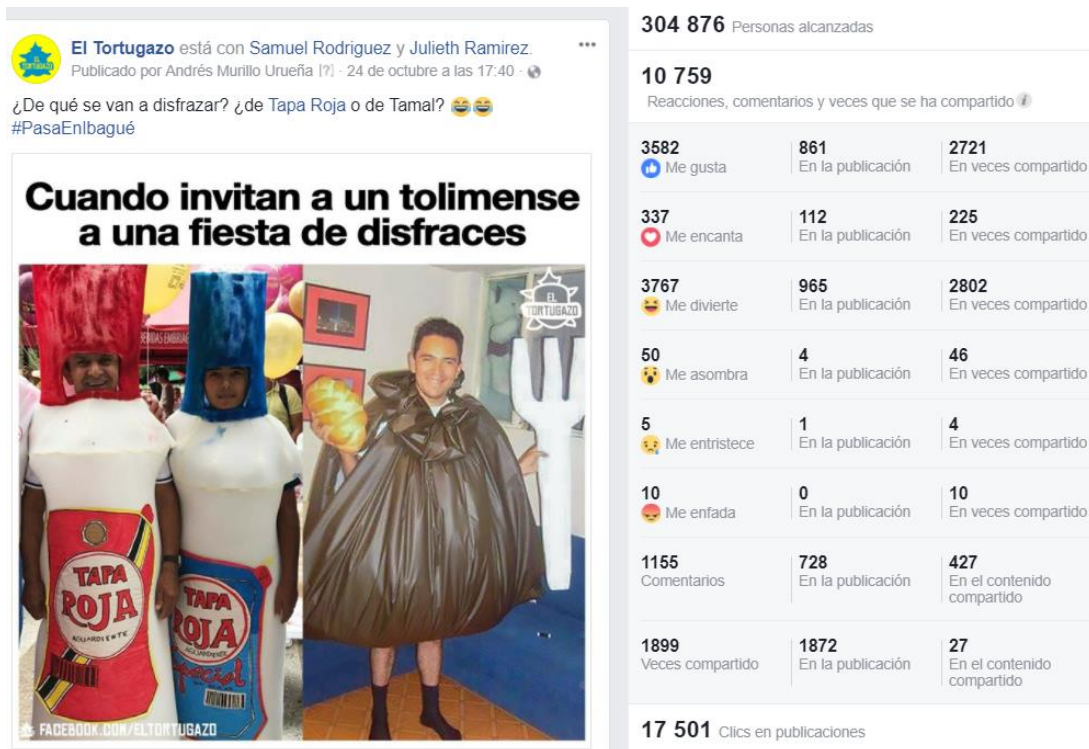 El Tortugazo está con Samuel Rodriguez y Julieth Ramirez.
Publicado por Andrés Murillo Urueña [?] · 24 de octubre a las 17:40 ·
¿De qué se van a disfrazar? ¿de Tapa Roja o de Tamal? 😂😂
#PasaEnIbagué
Cuando invitan a un tolimense
a una fiesta de disfraces
EL
TORTUGAZO
TAPA
ROJA
AGUARDIENTE
TAPA
ROJA
AGUARDIENTE
Special
FACEBOOK.COM/ELTORTUGAZO
304 876 Personas alcanzadas
10 759
Reacciones, comentarios y veces que se ha compartido
3582 861 2721
Me gusta En la publicación En veces compartido
337 112 225
Me encanta En la publicación En veces compartido
3767 965 2802
Me divierte En la publicación En veces compartido
50 4 46
Me asombra En la publicación En veces compartido
5 1 4
Me entristece En la publicación En veces compartido
10 0 10
Me enfada En la publicación En veces compartido
1155 728 427
Comentarios En la publicación En el contenido
compartido
1899 1872 27
Veces compartido En la publicación En el contenido
compartido
17 501 Clics en publicaciones